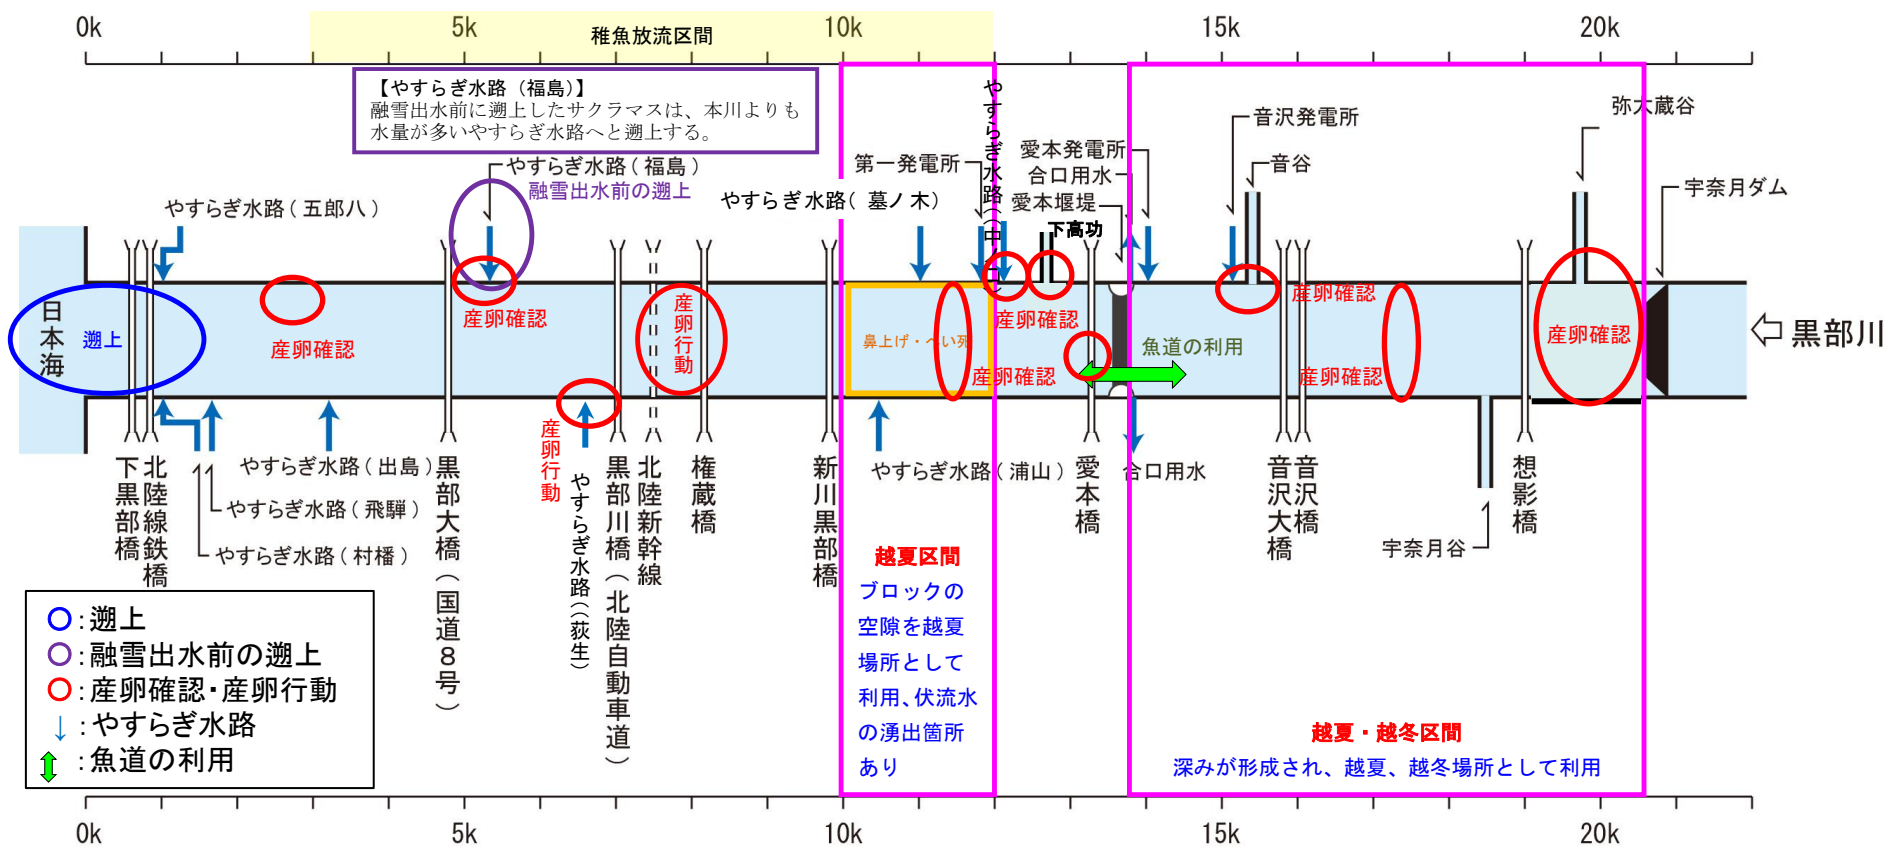 0k
5k
10k
15k
20k
稚魚放流区間
【やすらぎ水路（福島）】
融雪出水前に遡上したサクラマスは、本川よりも
水量が多いやすらぎ水路へと遡上する。
やすらぎ水路(福島)
融雪出水前の遡上
やすらぎ水路(五郎八)
第一発電所
やすらぎ水路(墓ノ木)
愛本発電所
合口用水
愛本堰堤
下高功
音沢発電所
音谷
弥太蔵谷
宇奈月ダム
日本海
遡上
産卵確認
産卵確認
産卵行動
鼻上げ・へい死
産卵確認
産卵確認
魚道の利用
産卵確認
産卵確認
産卵確認
黒部川
下黒部橋
北陸線鉄橋
やすらぎ水路(出島)
やすらぎ水路(飛騨)
やすらぎ水路(村椿)
黒部大橋（国道8号）
産卵行動
やすらぎ水路((荻生)
黒部川橋（北陸自動車道）
北陸新幹線
権蔵橋
新川黒部橋
やすらぎ水路(浦山)
愛本橋
合口用水
音沢大橋
音沢橋
宇奈月谷
想影橋
越夏区間
ブロックの
空隙を越夏
場所として
利用、伏流水
の湧出箇所
あり
越夏・越冬区間
深みが形成され、越夏、越冬場所として利用
：遡上
：融雪出水前の遡上
：産卵確認・産卵行動
：やすらぎ水路
：魚道の利用
0k
5k
10k
15k
20k